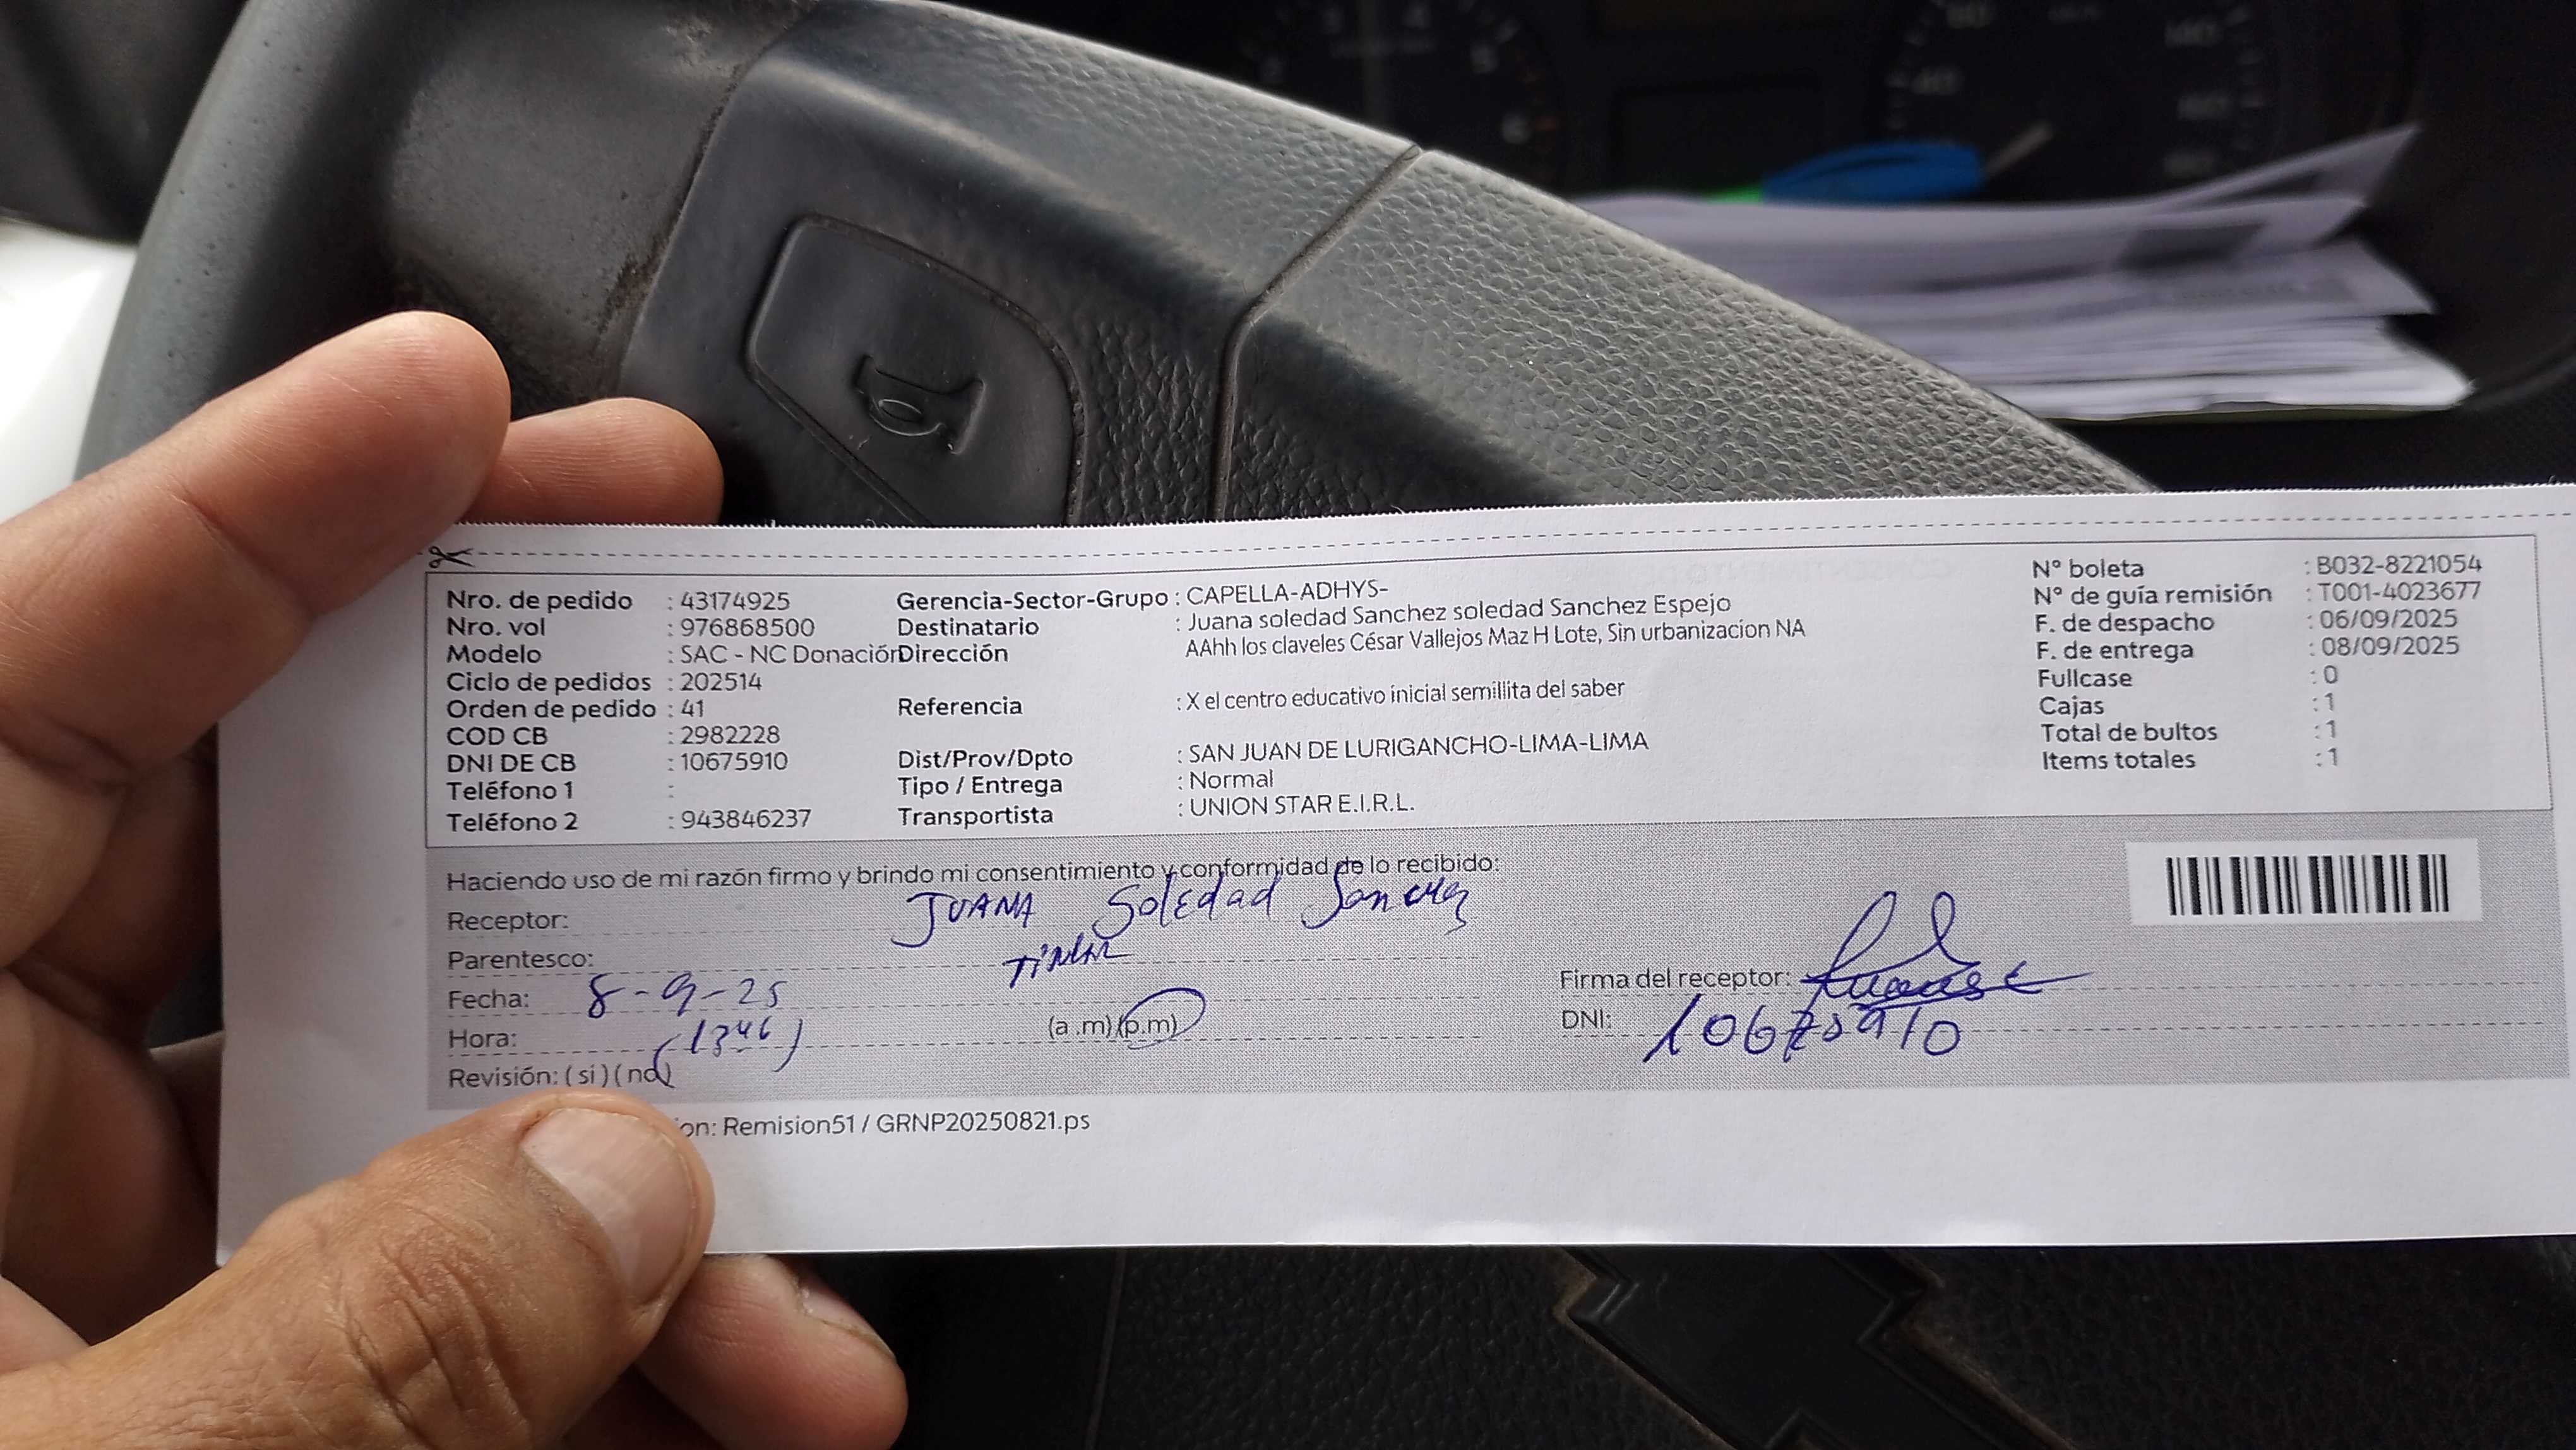 Nro. de pedido : 43174925
Nro. vol : 976868500
Modelo : SAC - NC Donación
Ciclo de pedidos : 202514
Orden de pedido : 41
COD CB : 2982228
DNI DE CB : 10675910
Teléfono 1 :
Teléfono 2 : 943846237
Gerencia-Sector-Grupo : CAPELLA-ADHYS-
Destinatario : Juana soledad Sanchez soledad Sanchez Espejo
Dirección AAhh los claveles César Vallejos Maz H Lote, Sin urbanizacion NA
Referencia : X el centro educativo inicial semillita del saber
Dist/Prov/Dpto : SAN JUAN DE LURIGANCHO-LIMA-LIMA
Tipo / Entrega : Normal
Transportista : UNION STAR E.I.R.L.
N° boleta : B032-8221054
N° de guía remisión : T001-4023677
F. de despacho : 06/09/2025
F. de entrega : 08/09/2025
Fullcase : 0
Cajas : 1
Total de bultos : 1
Items totales : 1
Haciendo uso de mi razón firmo y brindo mi consentimiento y conformidad de lo recibido:
Receptor: JUANA Soledad Sanchez
Parentesco:
Fecha: 8-9-25
Hora: (1346) (a .m) (p.m)
Revisión: ( si ) ( no )
Firma del receptor:
DNI: 10675910
on: Remision51 / GRNP20250821.ps